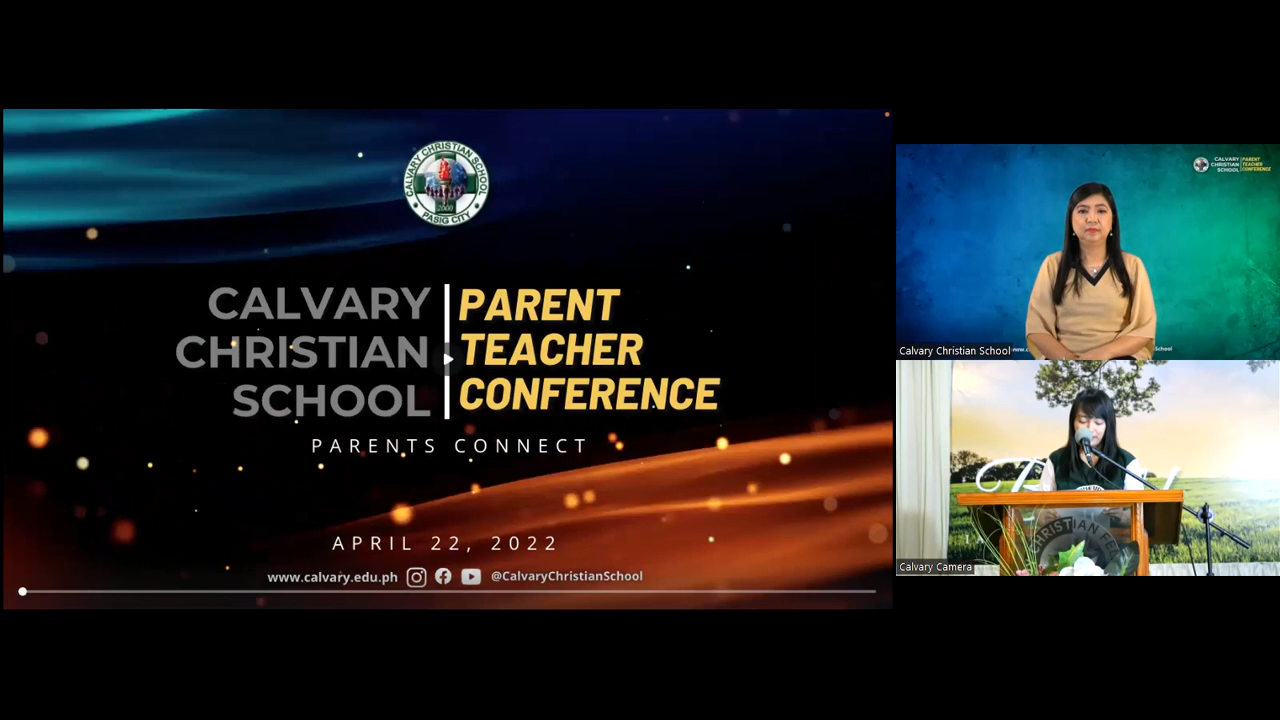 CALVARY CHRISTIAN SCHOOL
2000
PASIG CITY
CALVARY
CHRISTIAN
SCHOOL
PARENT
TEACHER
CONFERENCE
PARENTS CONNECT
APRIL 22, 2022
www.calvary.edu.ph @CalvaryChristianSchool
CALVARY
CHRISTIAN
SCHOOL
PARENT
TEACHER
CONFERENCE
Calvary Christian School
Calvary Camera